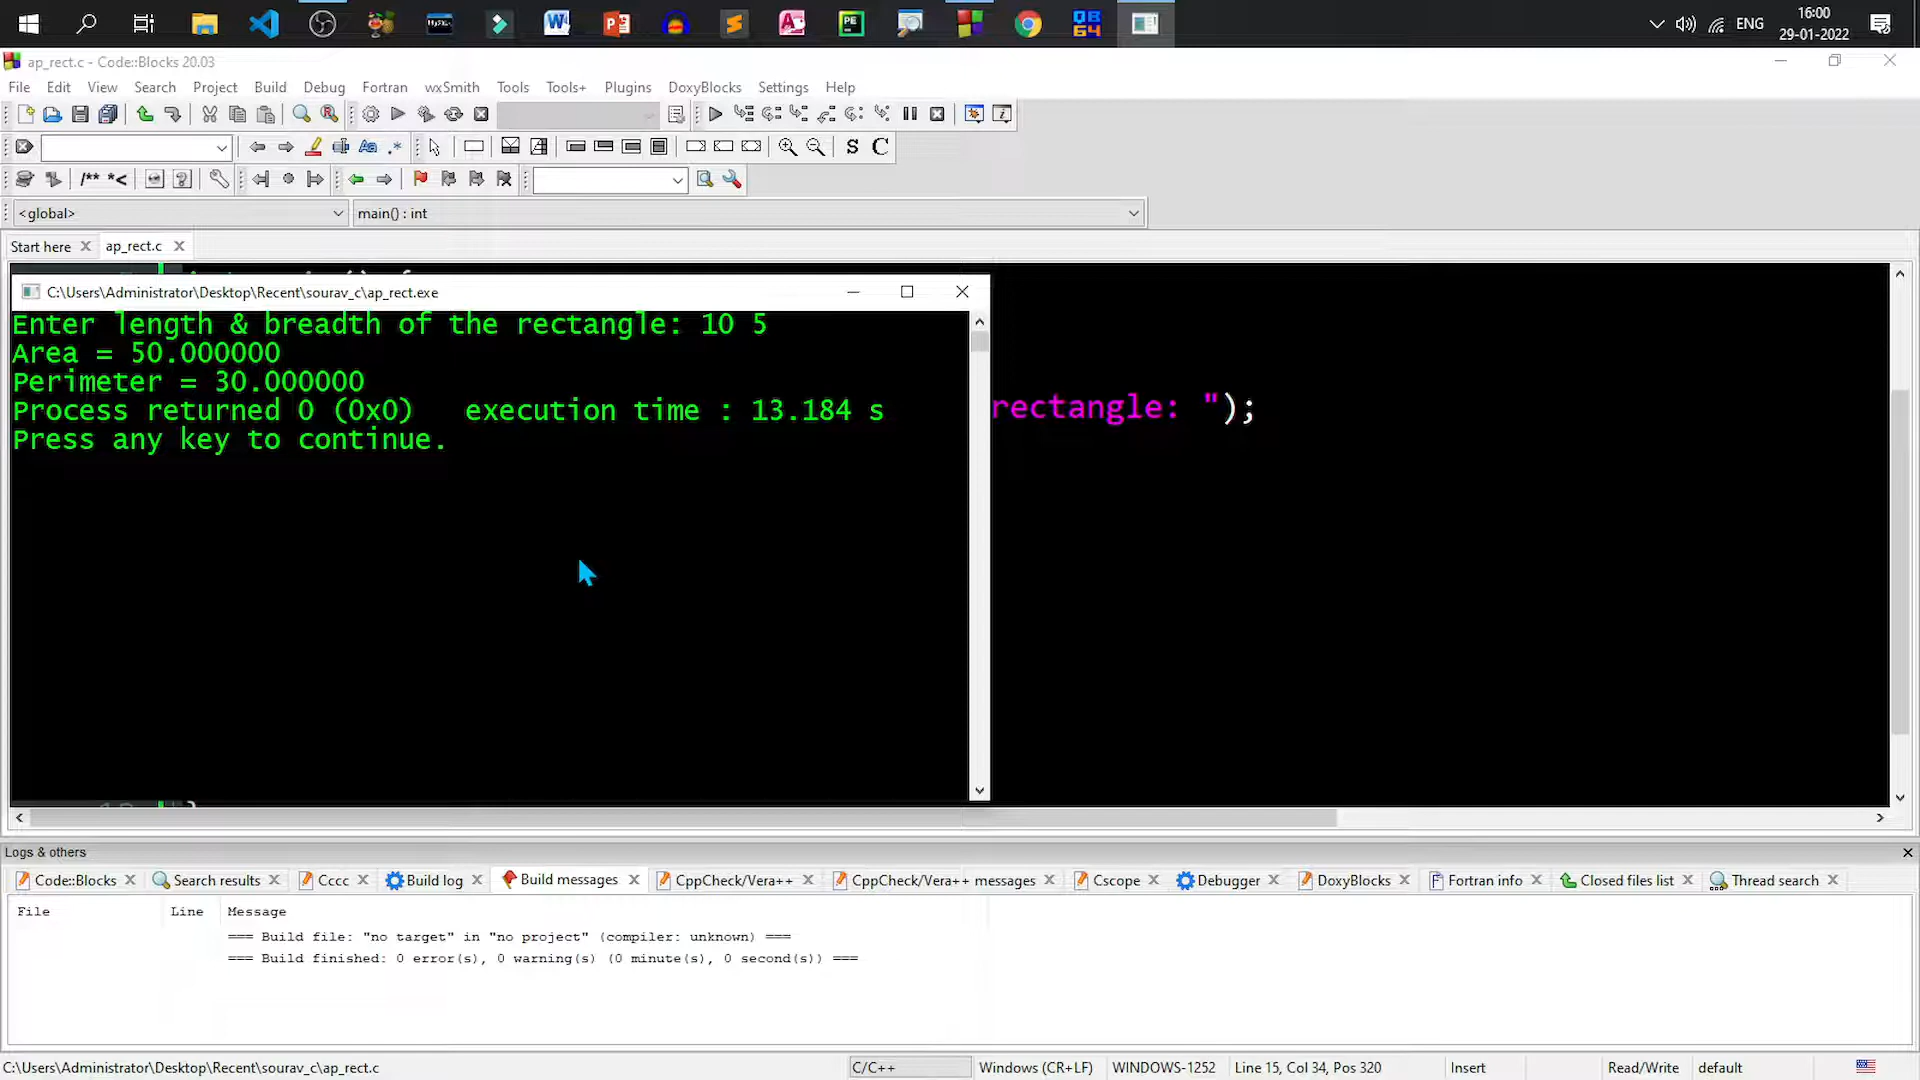 ENG
16:00
29-01-2022
ap_rect.c - Code::Blocks 20.03
File Edit View Search Project Build Debug Fortran wxSmith Tools Tools+ Plugins DoxyBlocks Settings Help
<global>
main() : int
Start here
ap_rect.c
C:\Users\Administrator\Desktop\Recent\sourav_c\ap_rect.exe
Enter length & breadth of the rectangle: 10 5
Area = 50.000000
Perimeter = 30.000000
Process returned 0 (0x0)   execution time : 13.184 s
Press any key to continue.
rectangle: ");
Logs & others
Code::Blocks Search results Cccc Build log Build messages CppCheck/Vera++ CppCheck/Vera++ messages Cscope Debugger DoxyBlocks Fortran info Closed files list Thread search
File Line Message
=== Build file: "no target" in "no project" (compiler: unknown) ===
=== Build finished: 0 error(s), 0 warning(s) (0 minute(s), 0 second(s)) ===
C:\Users\Administrator\Desktop\Recent\sourav_c\ap_rect.c C/C++ Windows (CR+LF) WINDOWS-1252 Line 15, Col 34, Pos 320 Insert Read/Write default